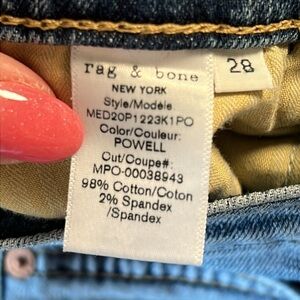 rag & bone
28
NEW YORK
Style/Modèle
MED20P1223K1PO
Color/Couleur:
POWELL
Cut/Coupe#:
MPO-00038943
98% Cotton/Coton
2% Spandex
/Spandex